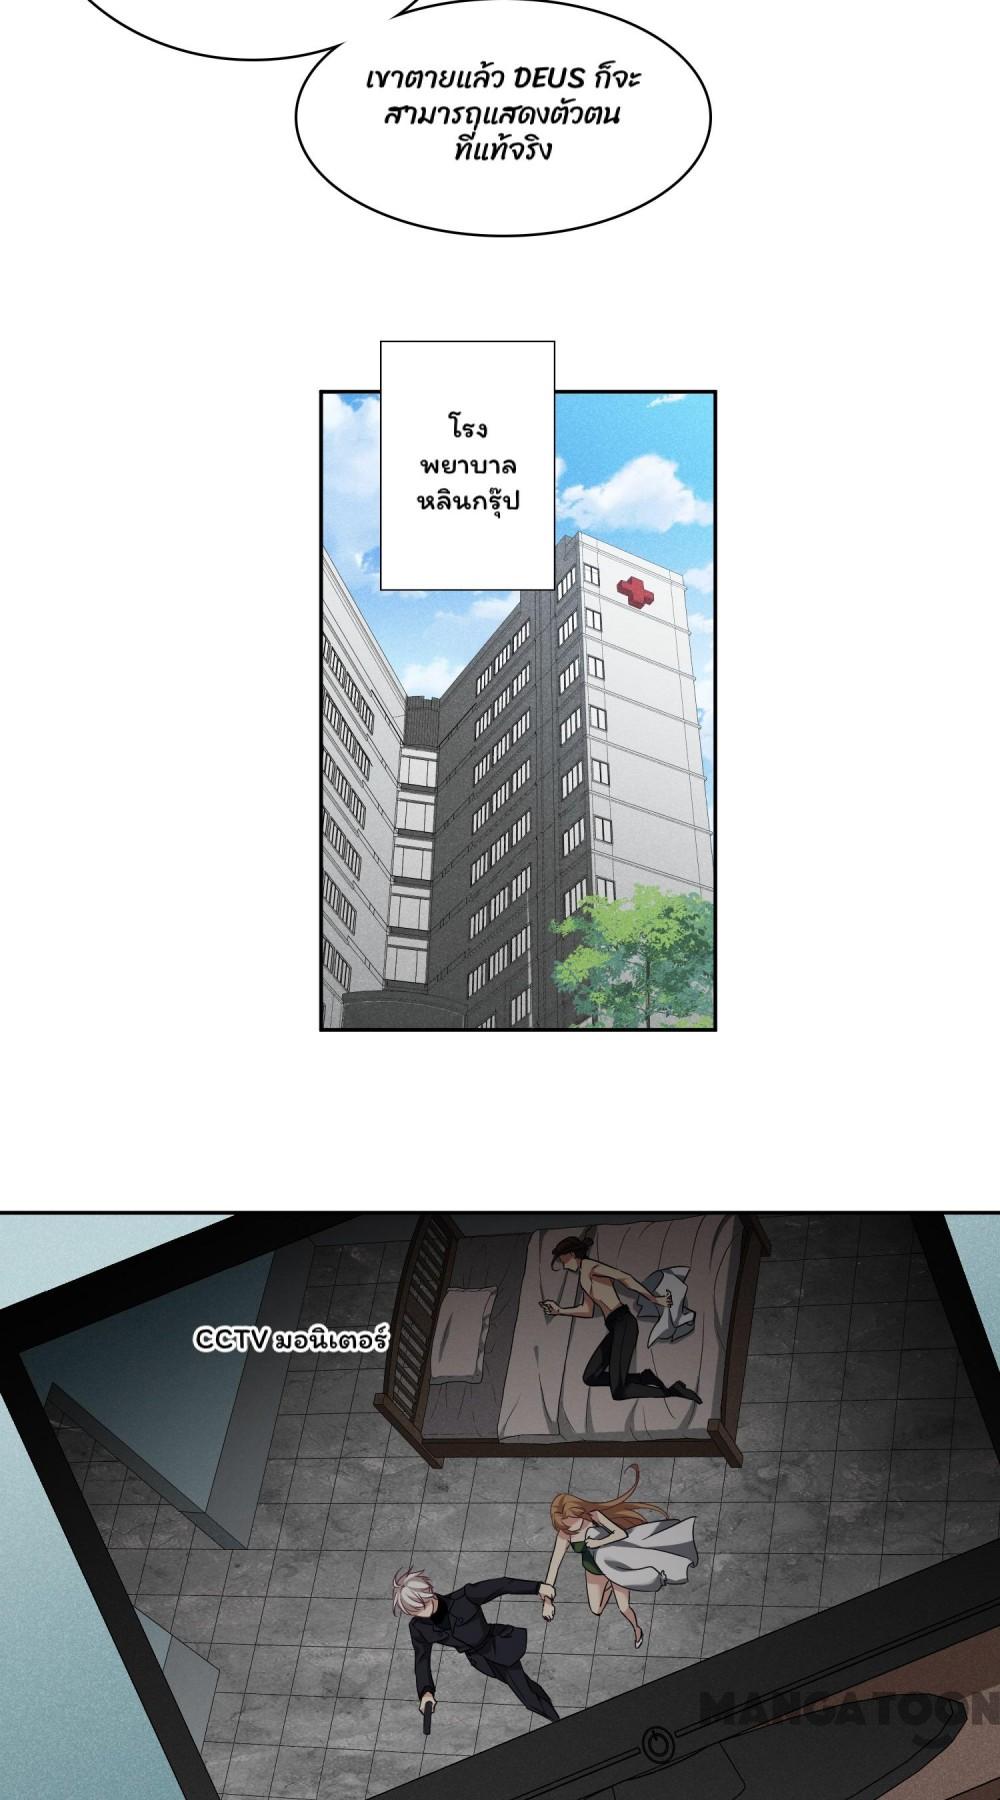 เขาตายแล้ว DEUS ก็จะ
สามารถแสดงตัวตน
ที่แท้จริง
โรง
พยาบาล
หลินกรุ๊ป
CCTV มอนิเตอร์
MANGATOON